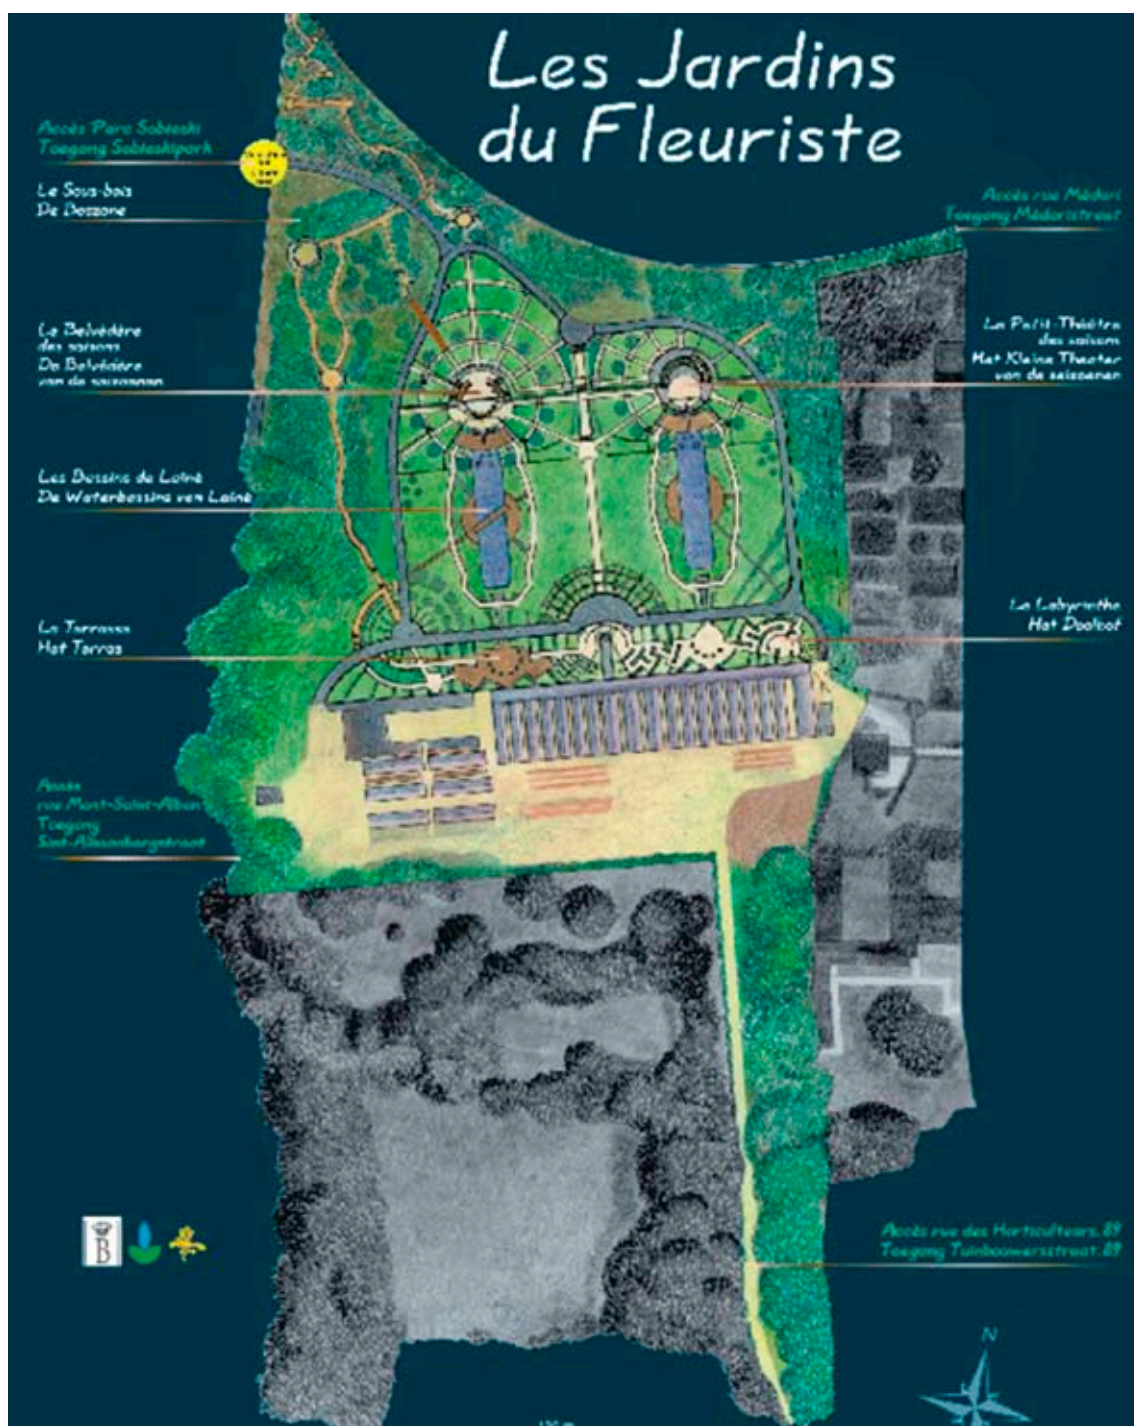 Les Jardins
du Fleuriste
Accès Parc Sobieski
Toegang Sobieskipark
Le Sous-bois
De Boszone
Le Belvédère
des saisons
De Belvédère
van de seizoenen
Les Bassins de Laîné
De Waterbassins van Laîné
La Terrasse
Het Terras
Accès
rue Mont-Saint-Alban
Toegang
Sint-Albaansbergstraat
Accès rue Médori
Toegang Médoristraat
Le Petit-Théâtre
des saisons
Het Kleine Theater
van de seizoenen
Le Labyrinthe
Het Doolhof
Accès rue des Horticulteurs, 89
Toegang Tuinbouwersstraat, 89
B
N